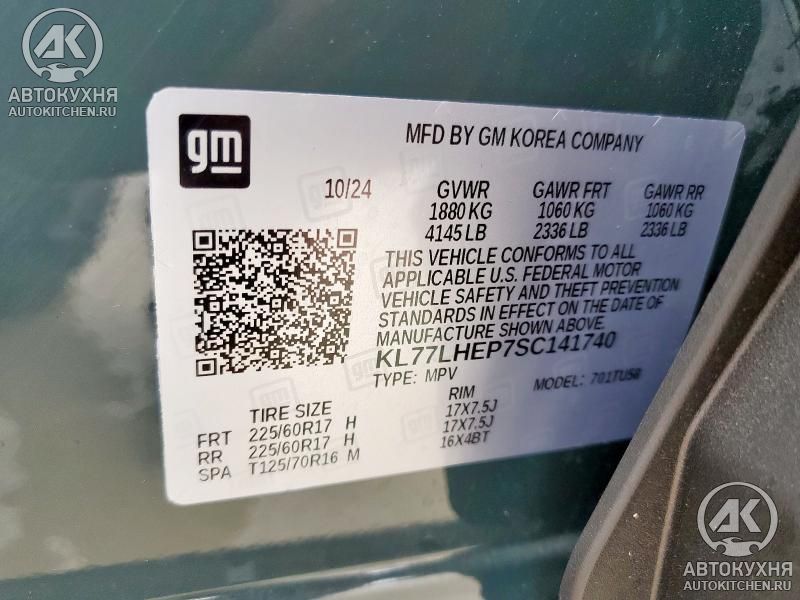 AK
АВТОКУХНЯ
AUTOKITCHEN.RU
gm
MFD BY GM KOREA COMPANY
10/24 GVWR GAWR FRT GAWR RR
1880 KG 1060 KG 1060 KG
4145 LB 2336 LB 2336 LB
THIS VEHICLE CONFORMS TO ALL
APPLICABLE U.S. FEDERAL MOTOR
VEHICLE SAFETY AND THEFT PREVENTION
STANDARDS IN EFFECT ON THE DATE OF
MANUFACTURE SHOWN ABOVE.
KL77LHEP7SC141740
TYPE: MPV MODEL: 701TU58
TIRE SIZE RIM
FRT 225/60R17 H 17X7.5J
RR 225/60R17 H 17X7.5J
SPA T125/70R16 M 16X4BT
AK
АВТОКУХНЯ
AUTOKITCHEN.RU